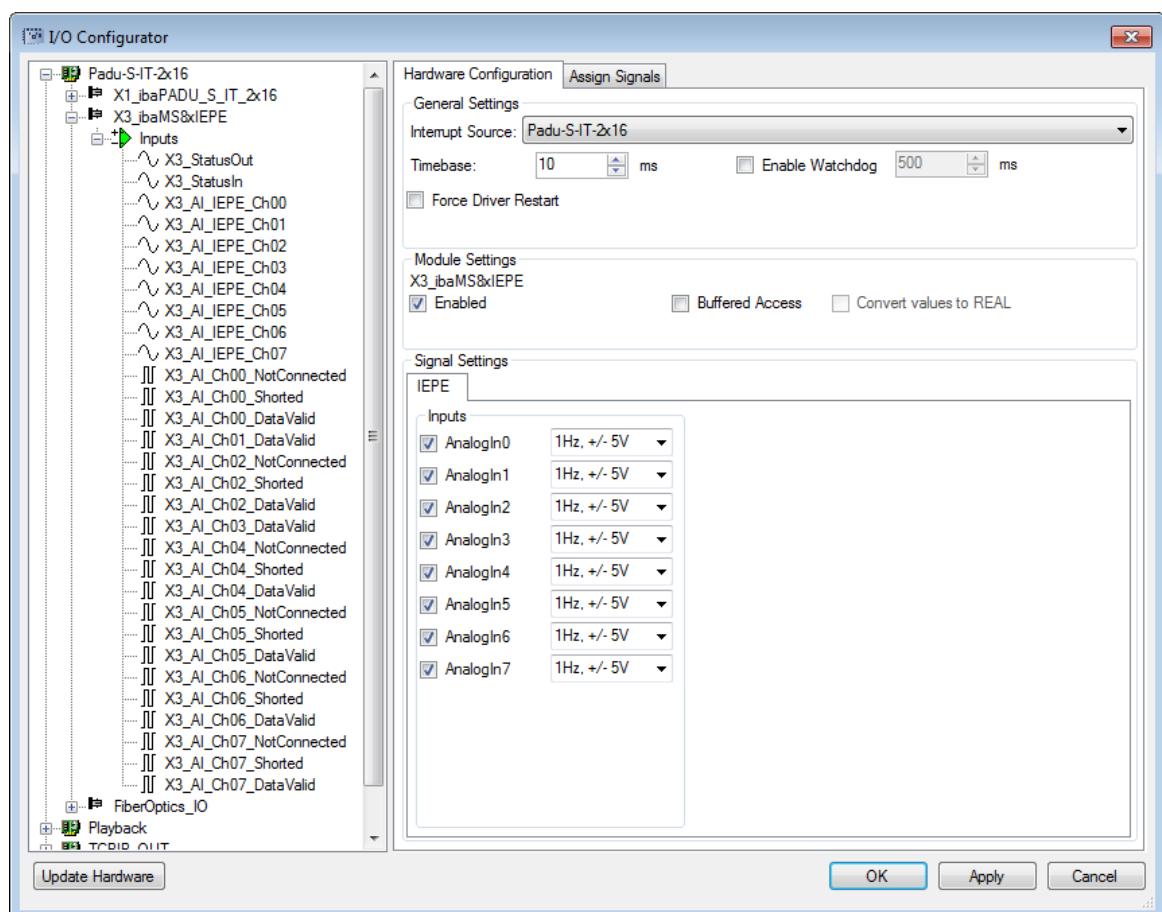 I/O Configurator
Padu-S-IT-2x16
X1_ibaPADU_S_IT_2x16
X3_ibaMS8xIEPE
Inputs
X3_StatusOut
X3_StatusIn
X3_AI_IEPE_Ch00
X3_AI_IEPE_Ch01
X3_AI_IEPE_Ch02
X3_AI_IEPE_Ch03
X3_AI_IEPE_Ch04
X3_AI_IEPE_Ch05
X3_AI_IEPE_Ch06
X3_AI_IEPE_Ch07
X3_AI_Ch00_NotConnected
X3_AI_Ch00_Shorted
X3_AI_Ch00_DataValid
X3_AI_Ch01_DataValid
X3_AI_Ch02_NotConnected
X3_AI_Ch02_Shorted
X3_AI_Ch02_DataValid
X3_AI_Ch03_DataValid
X3_AI_Ch04_NotConnected
X3_AI_Ch04_Shorted
X3_AI_Ch04_DataValid
X3_AI_Ch05_NotConnected
X3_AI_Ch05_Shorted
X3_AI_Ch05_DataValid
X3_AI_Ch06_NotConnected
X3_AI_Ch06_Shorted
X3_AI_Ch06_DataValid
X3_AI_Ch07_NotConnected
X3_AI_Ch07_Shorted
X3_AI_Ch07_DataValid
FiberOptics_IO
Playback
TCPIP_OUT
Hardware Configuration Assign Signals
General Settings
Interrupt Source: Padu-S-IT-2x16
Timebase: 10 ms Enable Watchdog 500 ms
Force Driver Restart
Module Settings
X3_ibaMS8xIEPE
Enabled Buffered Access Convert values to REAL
Signal Settings
IEPE
Inputs
AnalogIn0 1Hz, +/- 5V
AnalogIn1 1Hz, +/- 5V
AnalogIn2 1Hz, +/- 5V
AnalogIn3 1Hz, +/- 5V
AnalogIn4 1Hz, +/- 5V
AnalogIn5 1Hz, +/- 5V
AnalogIn6 1Hz, +/- 5V
AnalogIn7 1Hz, +/- 5V
Update Hardware OK Apply Cancel